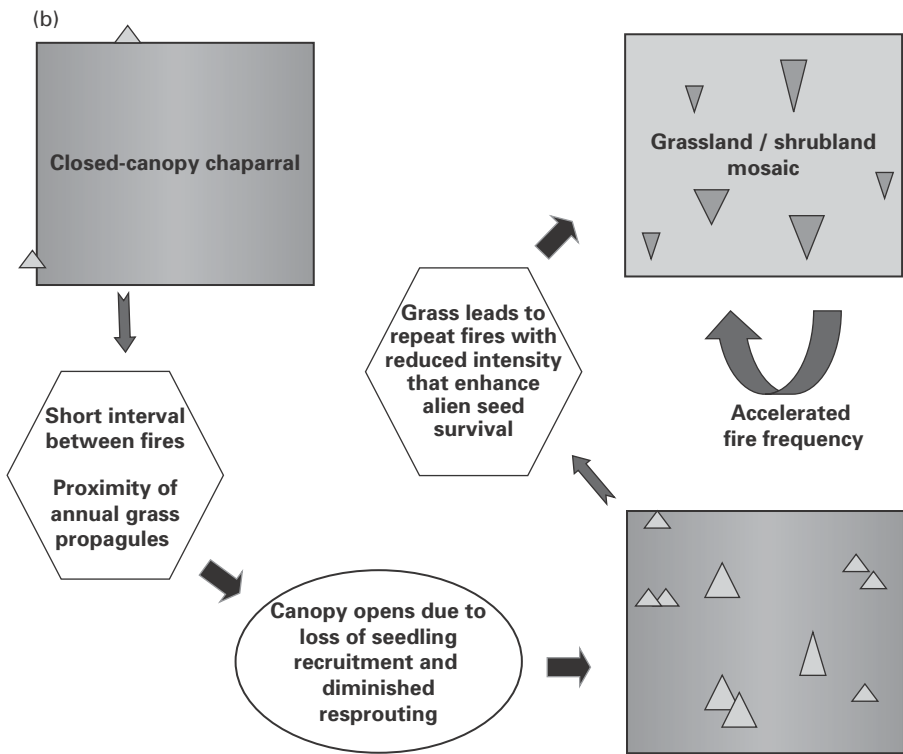 (b)
Closed-canopy chaparral
Short interval
between fires
Proximity of
annual grass
propagules
Canopy opens due to
loss of seedling
recruitment and
diminished
resprouting
Grass leads to
repeat fires with
reduced intensity
that enhance
alien seed
survival
Grassland / shrubland
mosaic
Accelerated
fire frequency